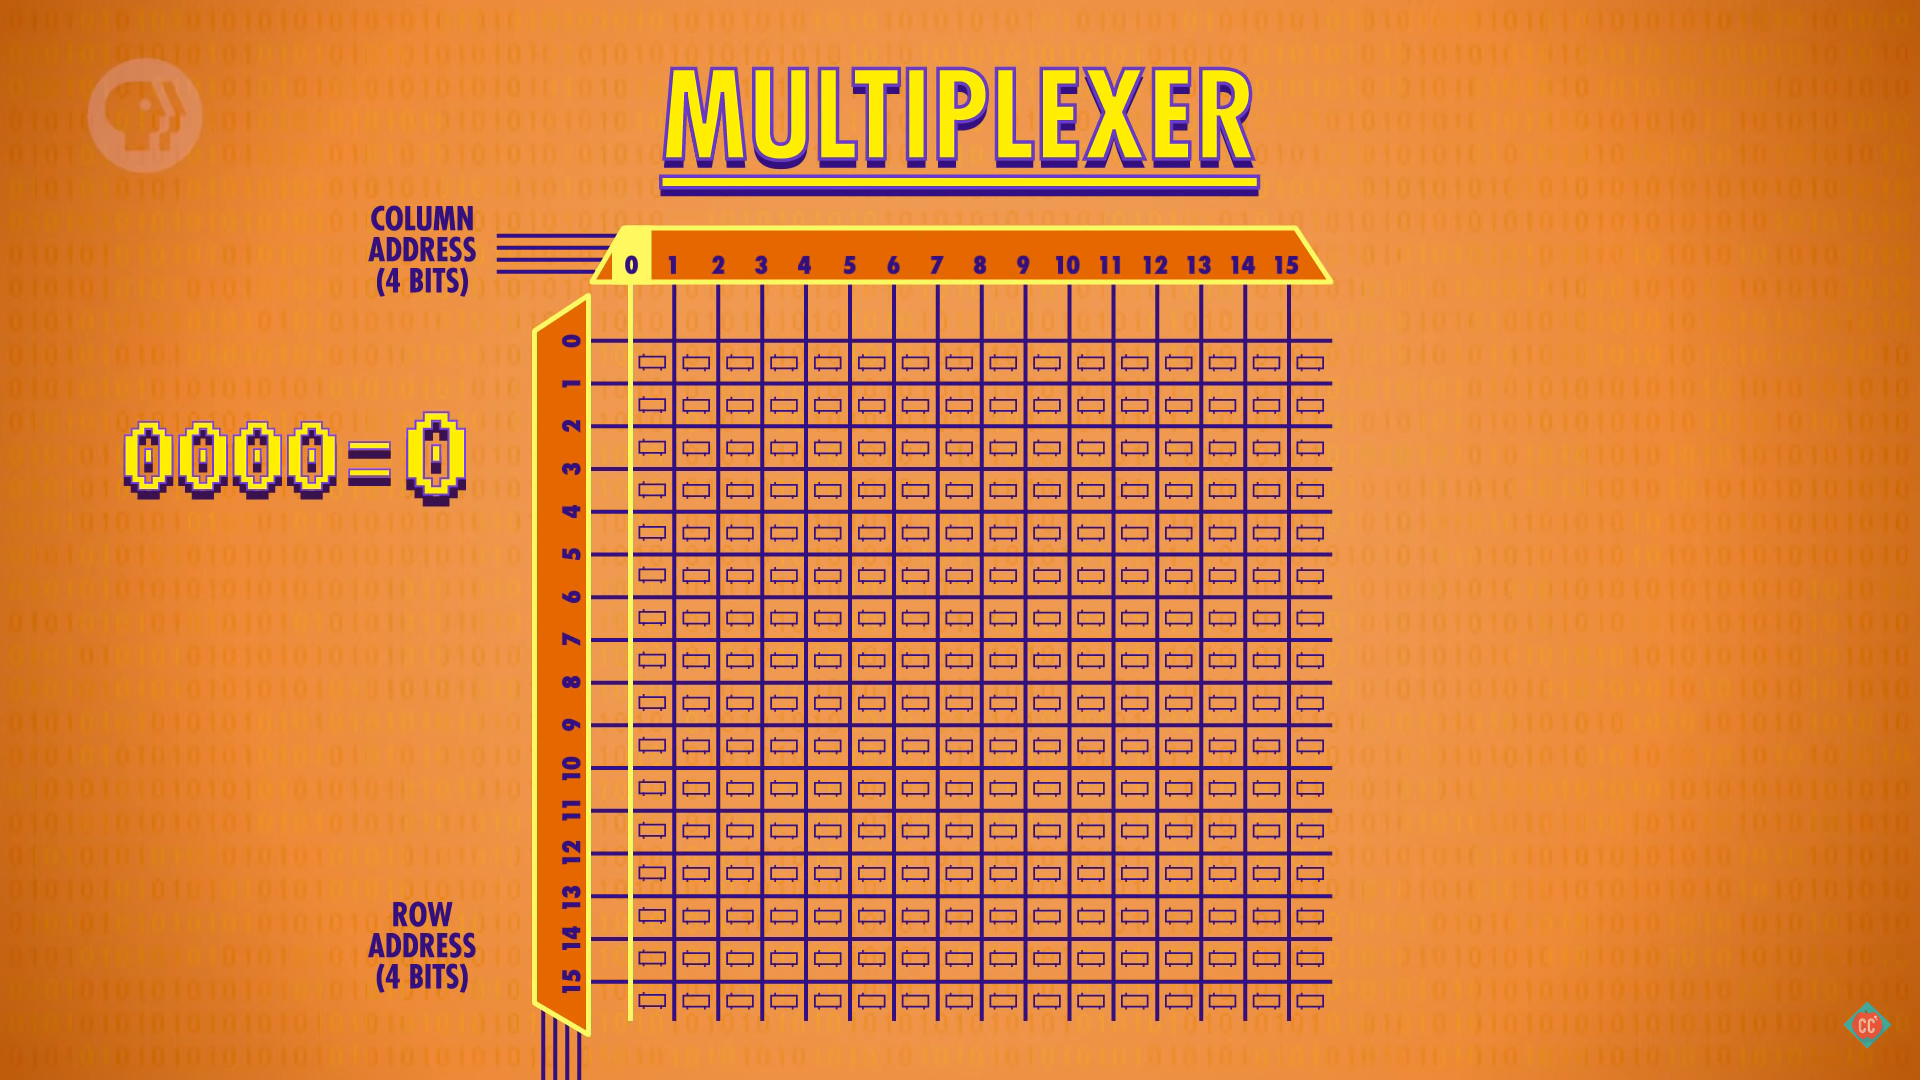 MULTIPLEXER
COLUMN
ADDRESS
(4 BITS)
0 1 2 3 4 5 6 7 8 9 10 11 12 13 14 15
0
1
2
3
4
5
6
7
8
9
10
11
12
13
14
15
0000=0
ROW
ADDRESS
(4 BITS)
CC